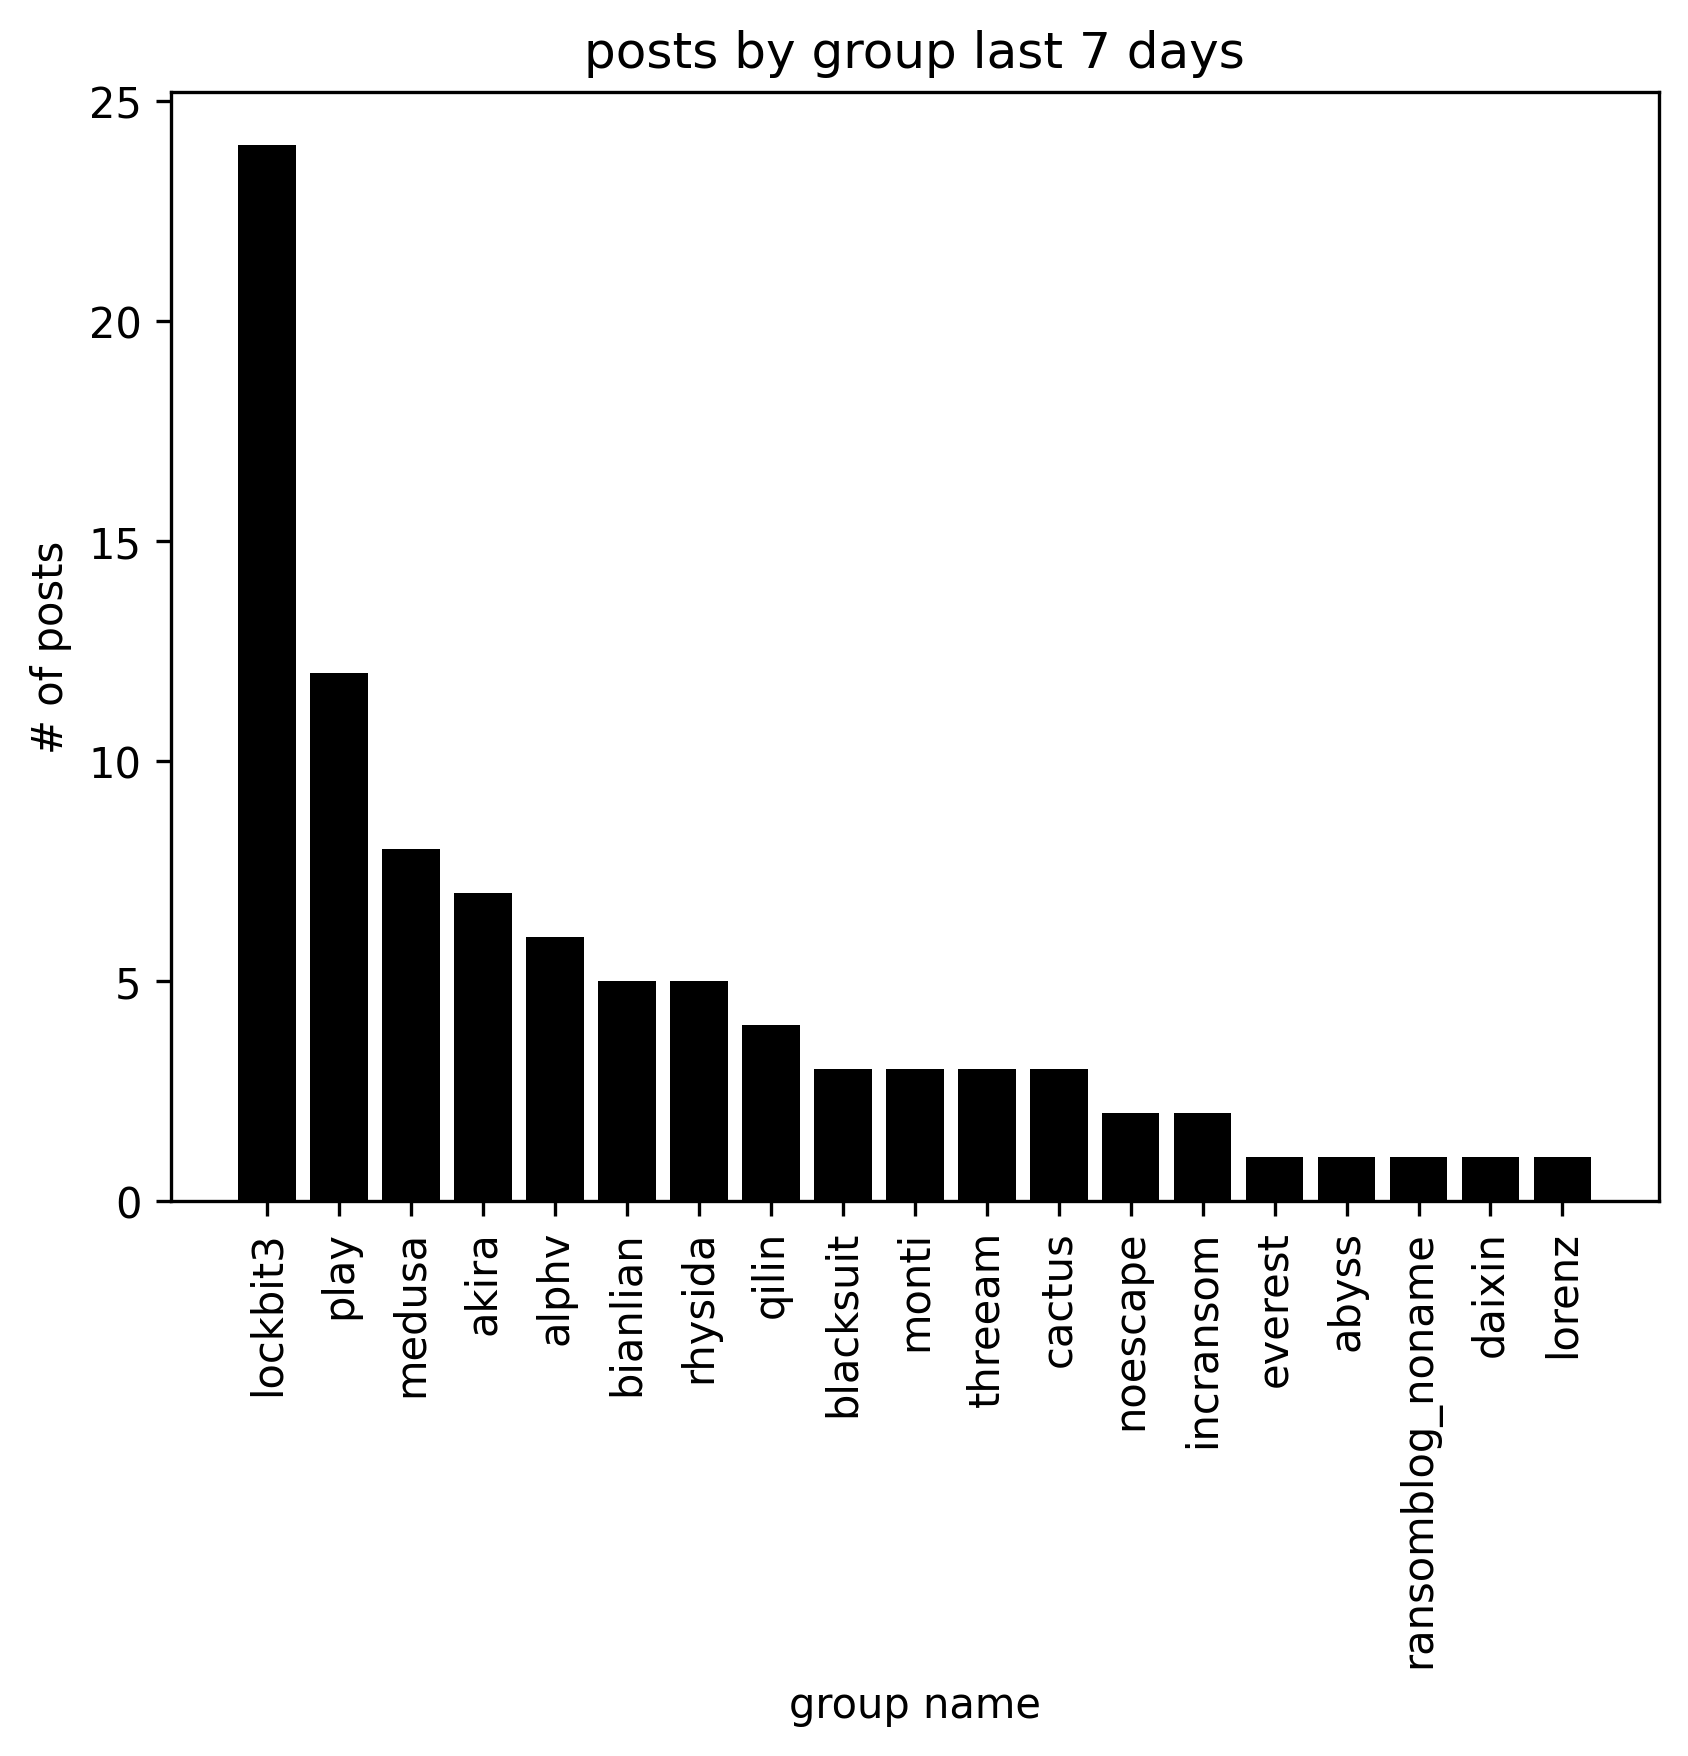 posts by group last 7 days
25
20
15
10
5
0
# of posts
lockbit3
play
medusa
akira
alphv
bianlian
rhysida
qilin
blacksuit
monti
threeam
cactus
noescape
incransom
everest
abyss
ransomblog_noname
daixin
lorenz
group name